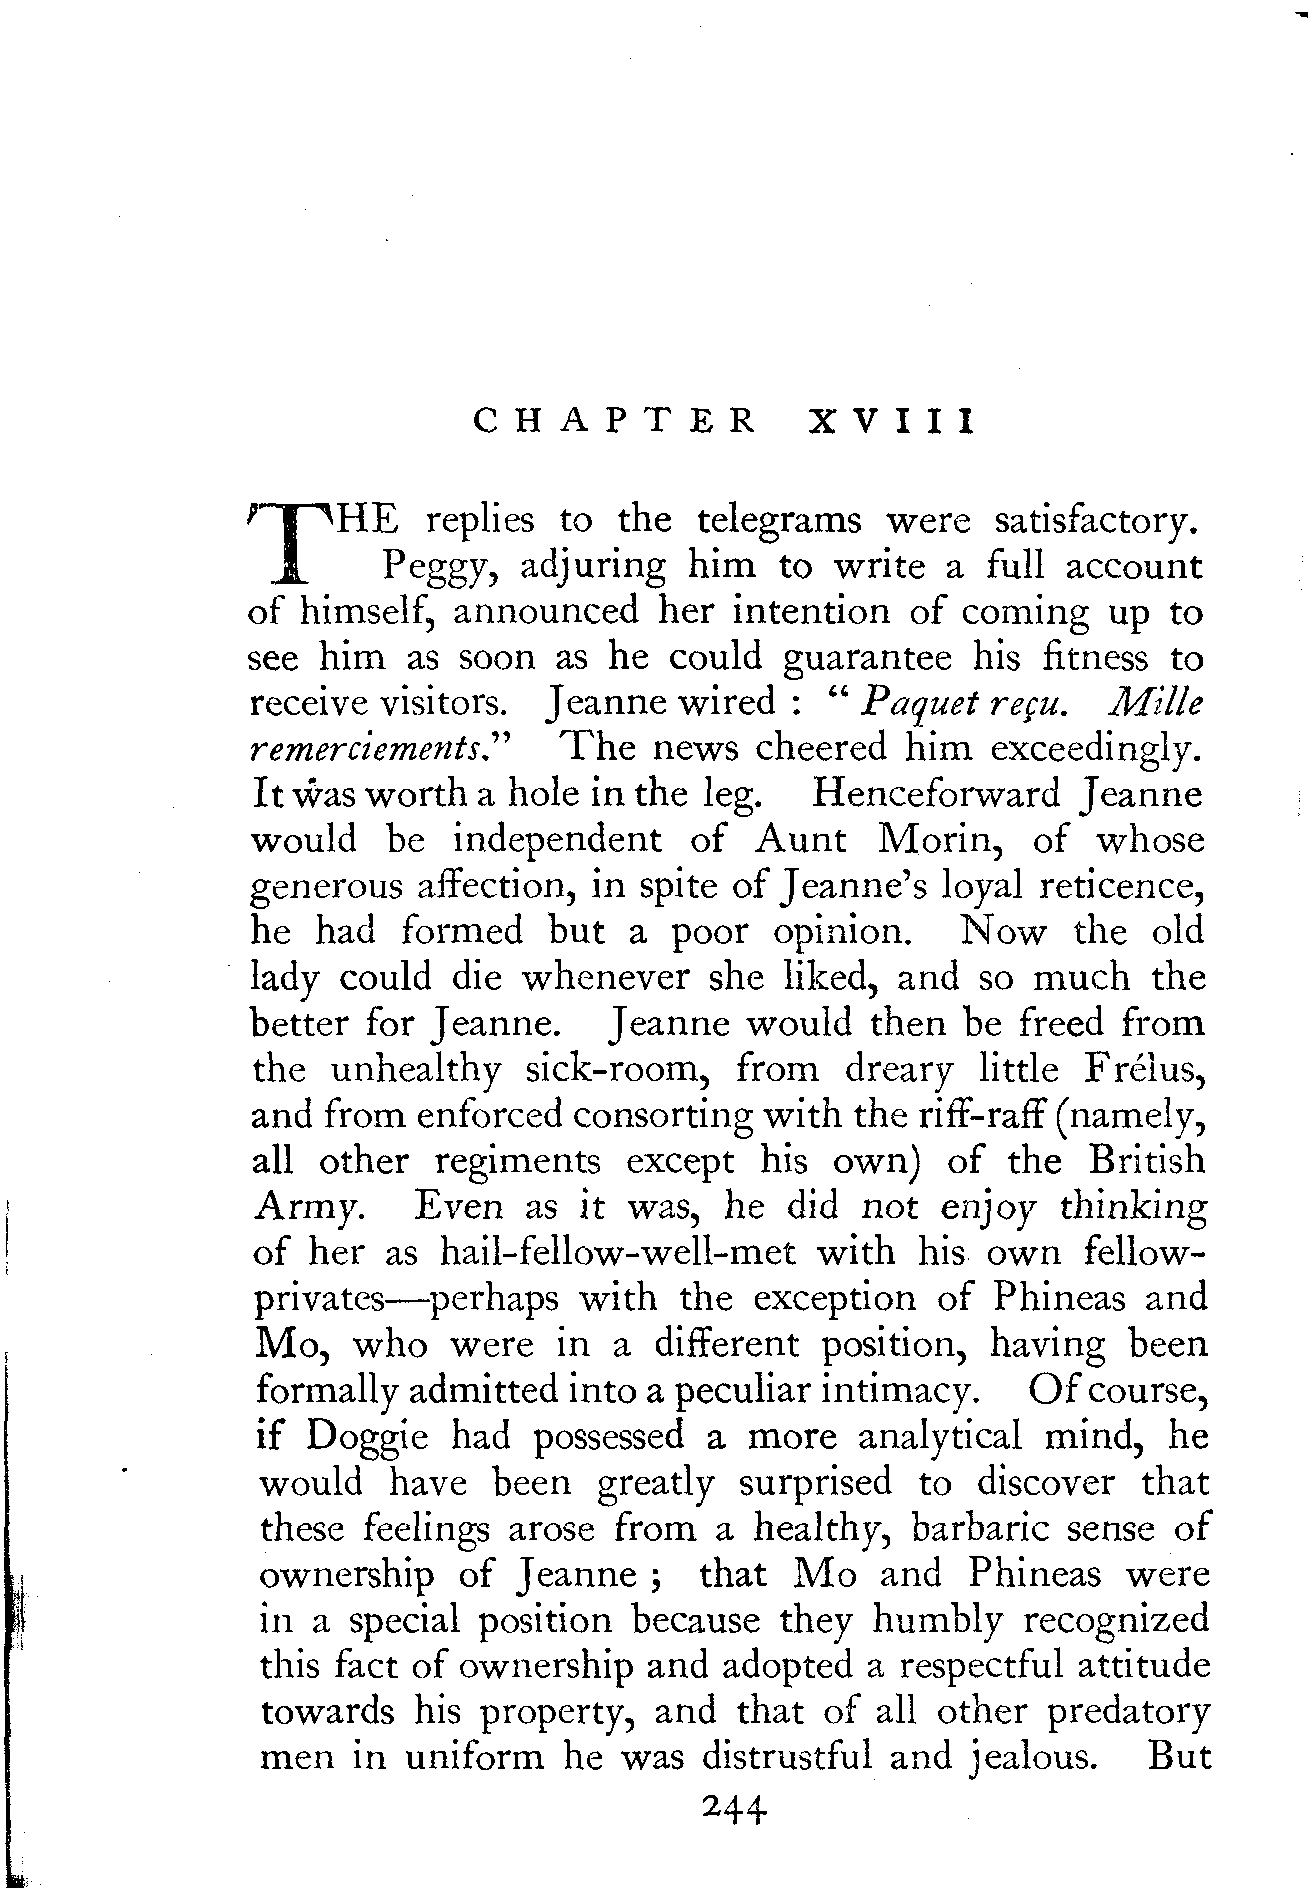 CHAPTER XVIII
THE replies to the telegrams were satisfactory.
Peggy, adjuring him to write a full account
of himself, announced her intention of coming up to
see him as soon as he could guarantee his fitness to
receive visitors. Jeanne wired : “ Paquet reçu. Mille
remerciements.” The news cheered him exceedingly.
It was worth a hole in the leg. Henceforward Jeanne
would be independent of Aunt Morin, of whose
generous affection, in spite of Jeanne’s loyal reticence,
he had formed but a poor opinion. Now the old
lady could die whenever she liked, and so much the
better for Jeanne. Jeanne would then be freed from
the unhealthy sick-room, from dreary little Frélus,
and from enforced consorting with the riff-raff (namely,
all other regiments except his own) of the British
Army. Even as it was, he did not enjoy thinking
of her as hail-fellow-well-met with his own fellow-
privates—perhaps with the exception of Phineas and
Mo, who were in a different position, having been
formally admitted into a peculiar intimacy. Of course,
if Doggie had possessed a more analytical mind, he
would have been greatly surprised to discover that
these feelings arose from a healthy, barbaric sense of
ownership of Jeanne ; that Mo and Phineas were
in a special position because they humbly recognized
this fact of ownership and adopted a respectful attitude
towards his property, and that of all other predatory
men in uniform he was distrustful and jealous. But
244